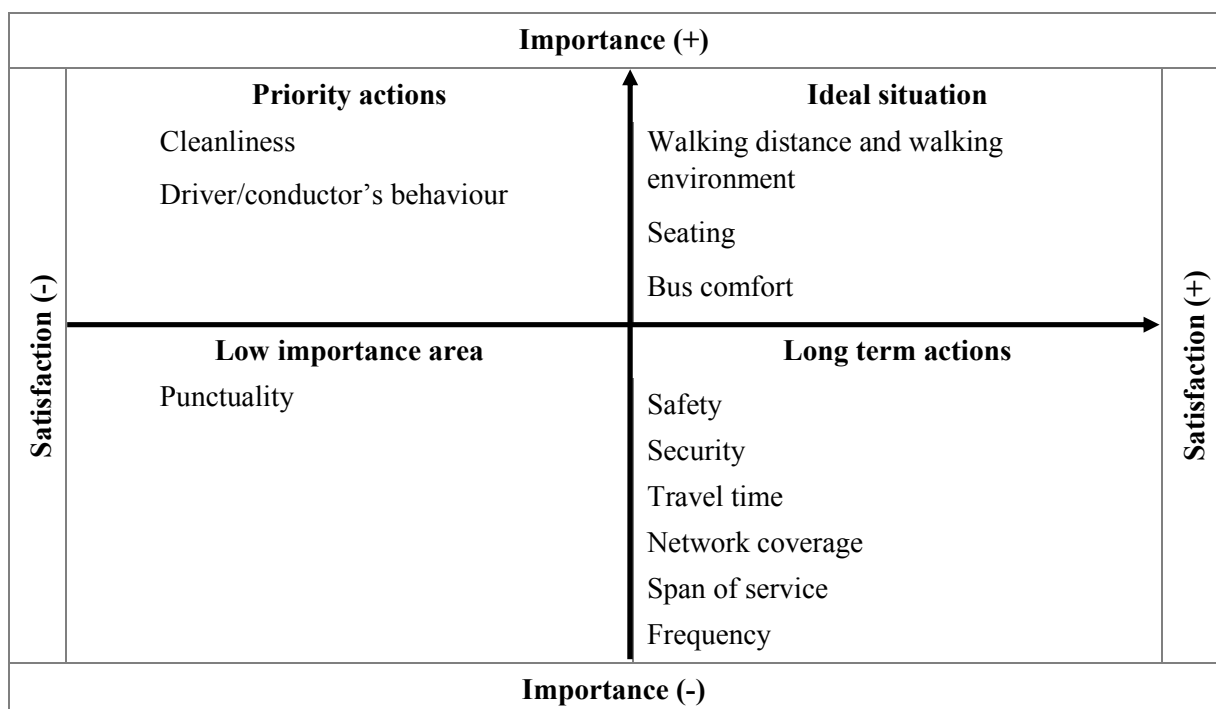 Importance (+)
Satisfaction (-)
Priority actions
Cleanliness
Driver/conductor’s behaviour
Ideal situation
Walking distance and walking
environment
Seating
Bus comfort
Low importance area
Punctuality
Long term actions
Safety
Security
Travel time
Network coverage
Span of service
Frequency
Satisfaction (+)
Importance (-)